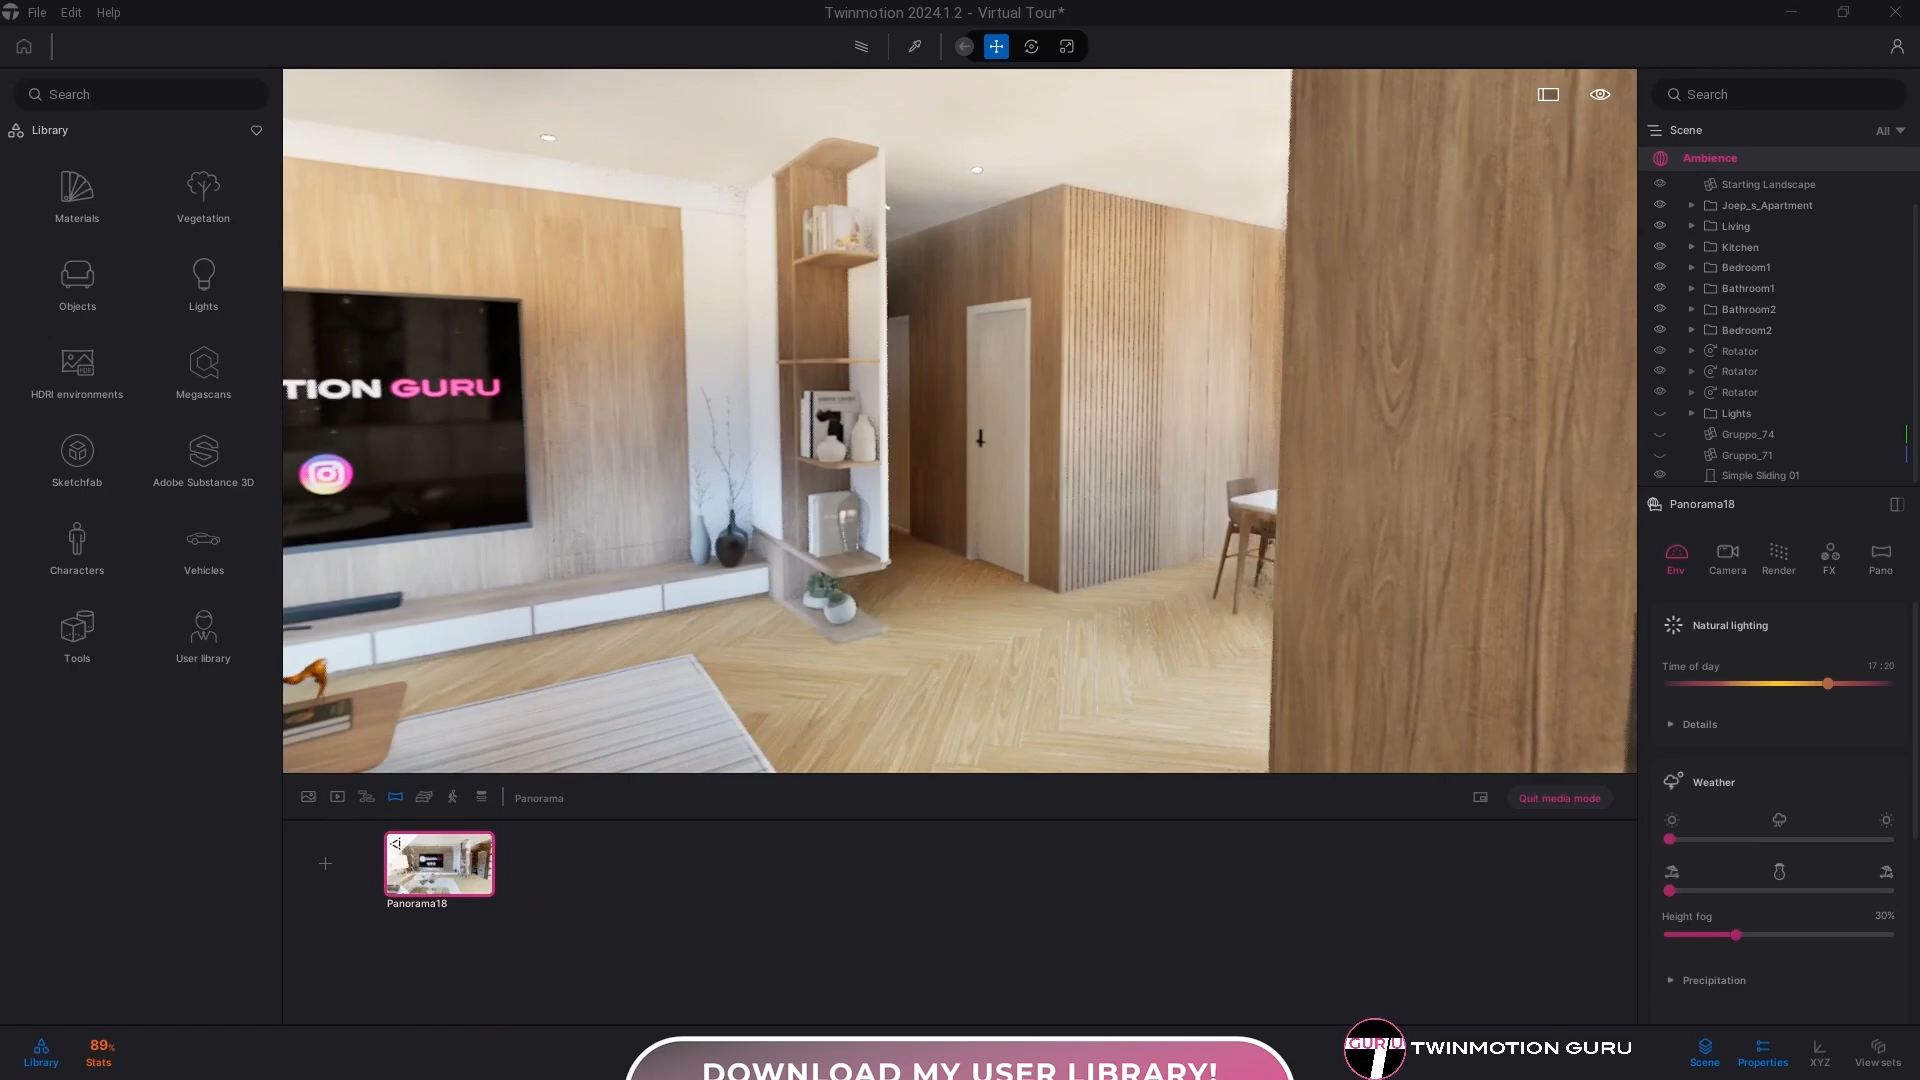 File Edit Help
Twinmotion 2024.1.2 - Virtual Tour*
Search
Library
Materials
Vegetation
Objects
Lights
HDRI environments
Megascans
Sketchfab
Adobe Substance 3D
Characters
Vehicles
Tools
User library
TION GURU
Search
Scene
All
Ambience
Starting Landscape
Joep_s_Apartment
Living
Kitchen
Bedroom1
Bathroom1
Bathroom2
Bedroom2
Rotator
Rotator
Rotator
Lights
Gruppo_74
Gruppo_71
Simple Sliding 01
Panorama18
Env
Camera
Render
FX
Pano
Natural lighting
Time of day
17:20
Details
Weather
Height fog
30%
Precipitation
Panorama
Quit media mode
Panorama18
Library
89%
Stats
DOWNLOAD MY USER LIBRARY!
GURU
TWINMOTION GURU
Scene
Properties
XYZ
View sets